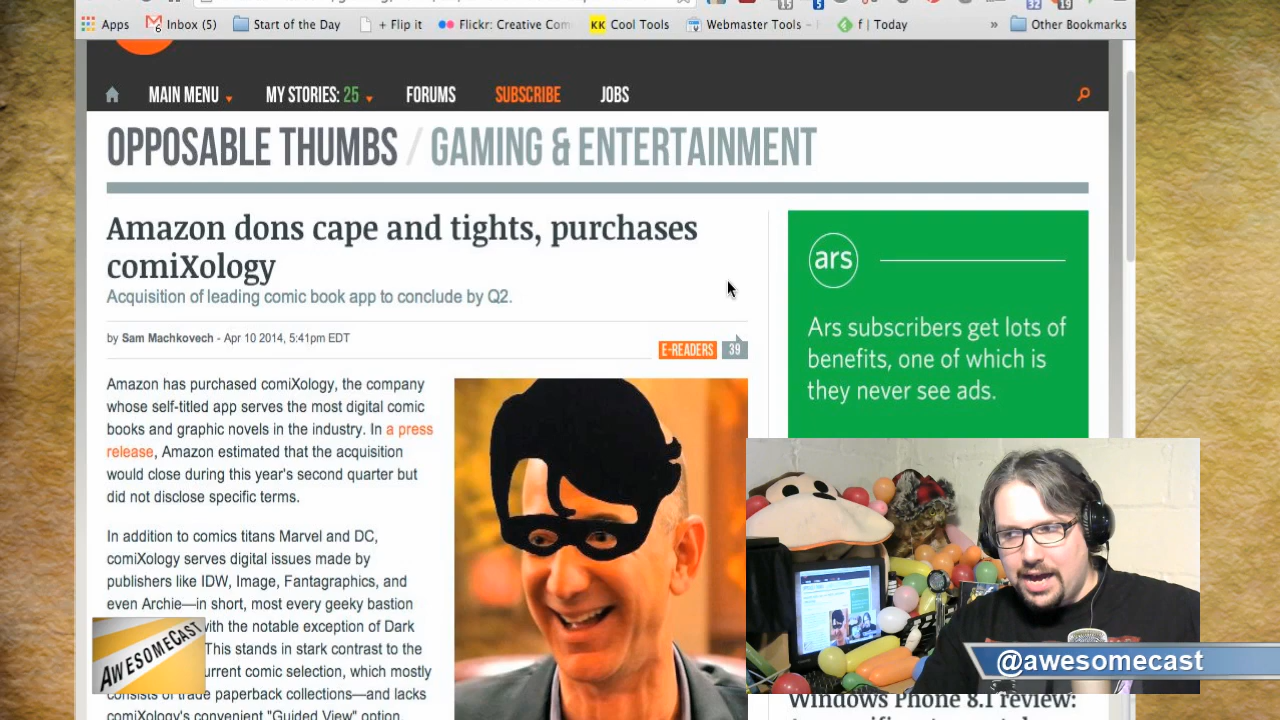 Apps
Inbox (5)
Start of the Day
+ Flip it
Flickr: Creative Com
KK Cool Tools
Webmaster Tools -
f | Today
»
Other Bookmarks
MAIN MENU
MY STORIES: 25
FORUMS
SUBSCRIBE
JOBS
OPPOSABLE THUMBS / GAMING & ENTERTAINMENT
Amazon dons cape and tights, purchases
comiXology
Acquisition of leading comic book app to conclude by Q2.
by Sam Machkovech - Apr 10 2014, 5:41pm EDT
E-READERS 39
Amazon has purchased comiXology, the company
whose self-titled app serves the most digital comic
books and graphic novels in the industry. In a press
release, Amazon estimated that the acquisition
would close during this year's second quarter but
did not disclose specific terms.
In addition to comics titans Marvel and DC,
comiXology serves digital issues made by
publishers like IDW, Image, Fantagraphics, and
even Archie—in short, most every geeky bastion
with the notable exception of Dark
This stands in stark contrast to the
urrent comic selection, which mostly
consists of trade paperback collections—and lacks
comiXology's convenient "Guided View" option.
ars
Ars subscribers get lots of
benefits, one of which is
they never see ads.
AWESOMECAST
@awesomecast
Windows Phone 8.1 review: